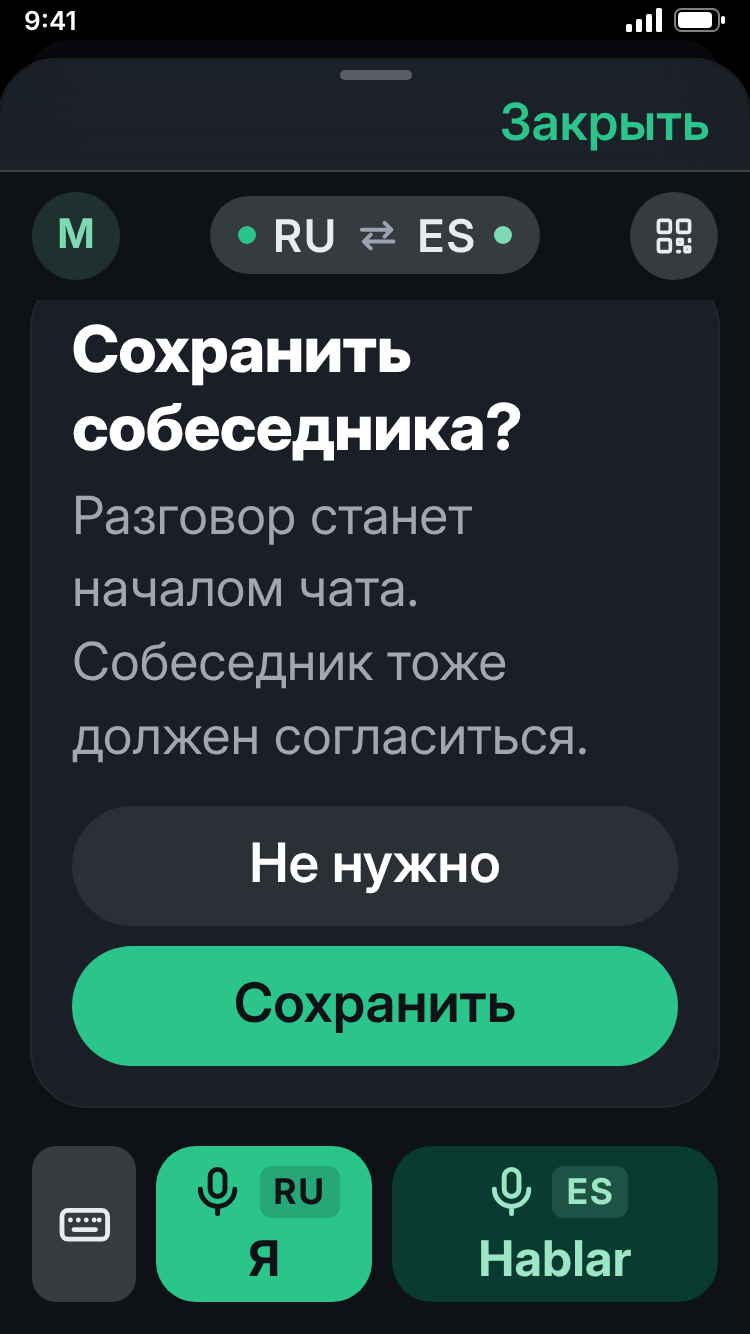 9:41
Закрыть
M
RU ES
Сохранить
собеседника?
Разговор станет
началом чата.
Собеседник тоже
должен согласиться.
Не нужно
Сохранить
RU
Я
ES
Hablar